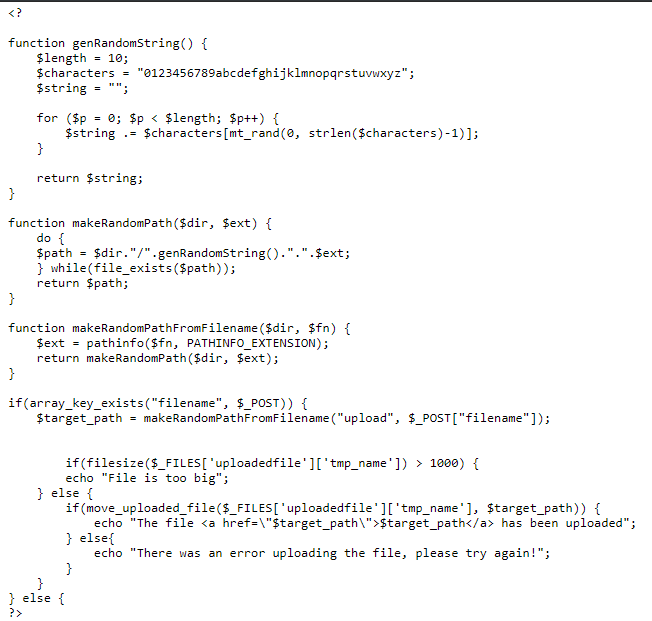 <?
function genRandomString() {
    $length = 10;
    $characters = "0123456789abcdefghijklmnopqrstuvwxyz";
    $string = "";
    for ($p = 0; $p < $length; $p++) {
        $string .= $characters[mt_rand(0, strlen($characters)-1)];
    }
    return $string;
}
function makeRandomPath($dir, $ext) {
    do {
    $path = $dir."/".genRandomString().".".$ext;
    } while(file_exists($path));
    return $path;
}
function makeRandomPathFromFilename($dir, $fn) {
    $ext = pathinfo($fn, PATHINFO_EXTENSION);
    return makeRandomPath($dir, $ext);
}
if(array_key_exists("filename", $_POST)) {
    $target_path = makeRandomPathFromFilename("upload", $_POST["filename"]);
        if(filesize($_FILES['uploadedfile']['tmp_name']) > 1000) {
        echo "File is too big";
    } else {
        if(move_uploaded_file($_FILES['uploadedfile']['tmp_name'], $target_path)) {
            echo "The file <a href=\"$target_path\">$target_path</a> has been uploaded";
        } else{
            echo "There was an error uploading the file, please try again!";
        }
    }
} else {
?>